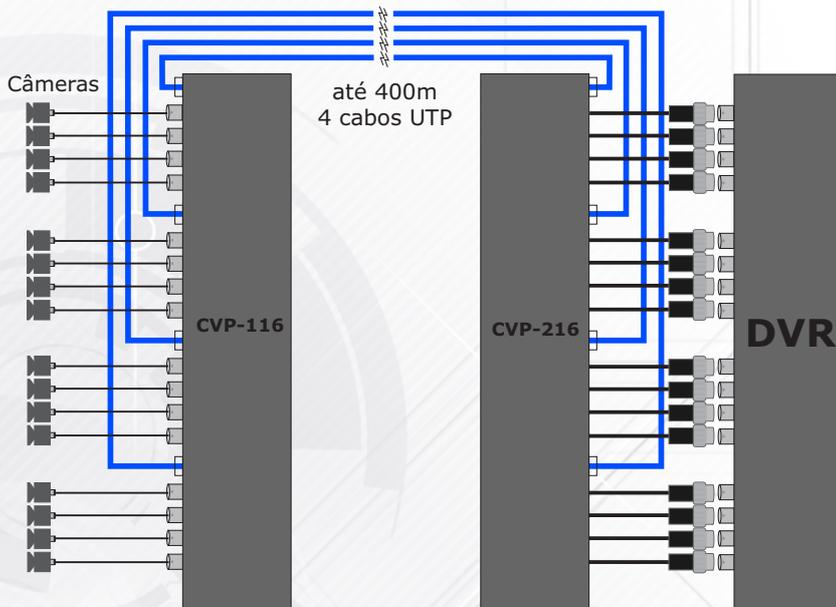 Câmeras
até 400m
4 cabos UTP
CVP-116
CVP-216
DVR